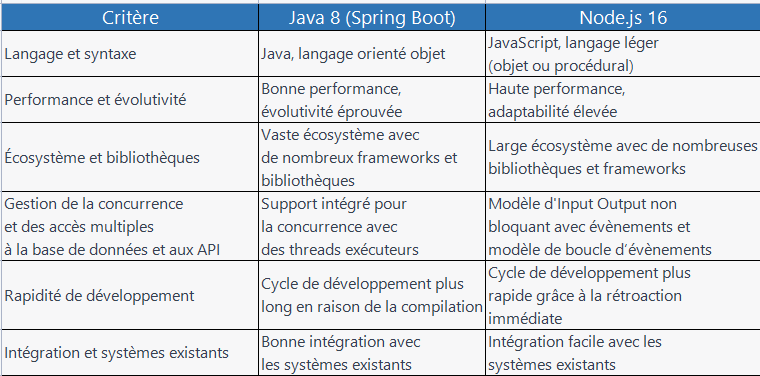 Critère
Java 8 (Spring Boot)
Node.js 16
Langage et syntaxe
Java, langage orienté objet
JavaScript, langage léger
(objet ou procédural)
Performance et évolutivité
Bonne performance,
évolutivité éprouvée
Haute performance,
adaptabilité élevée
Écosystème et bibliothèques
Vaste écosystème avec
de nombreux frameworks et
bibliothèques
Large écosystème avec de nombreuses
bibliothèques et frameworks
Gestion de la concurrence
et des accès multiples
à la base de données et aux API
Support intégré pour
la concurrence avec
des threads exécuteurs
Modèle d'Input Output non
bloquant avec évènements et
modèle de boucle d’évènements
Rapidité de développement
Cycle de développement plus
long en raison de la compilation
Cycle de développement plus
rapide grâce à la rétroaction
immédiate
Intégration et systèmes existants
Bonne intégration avec
les systèmes existants
Intégration facile avec les
systèmes existants